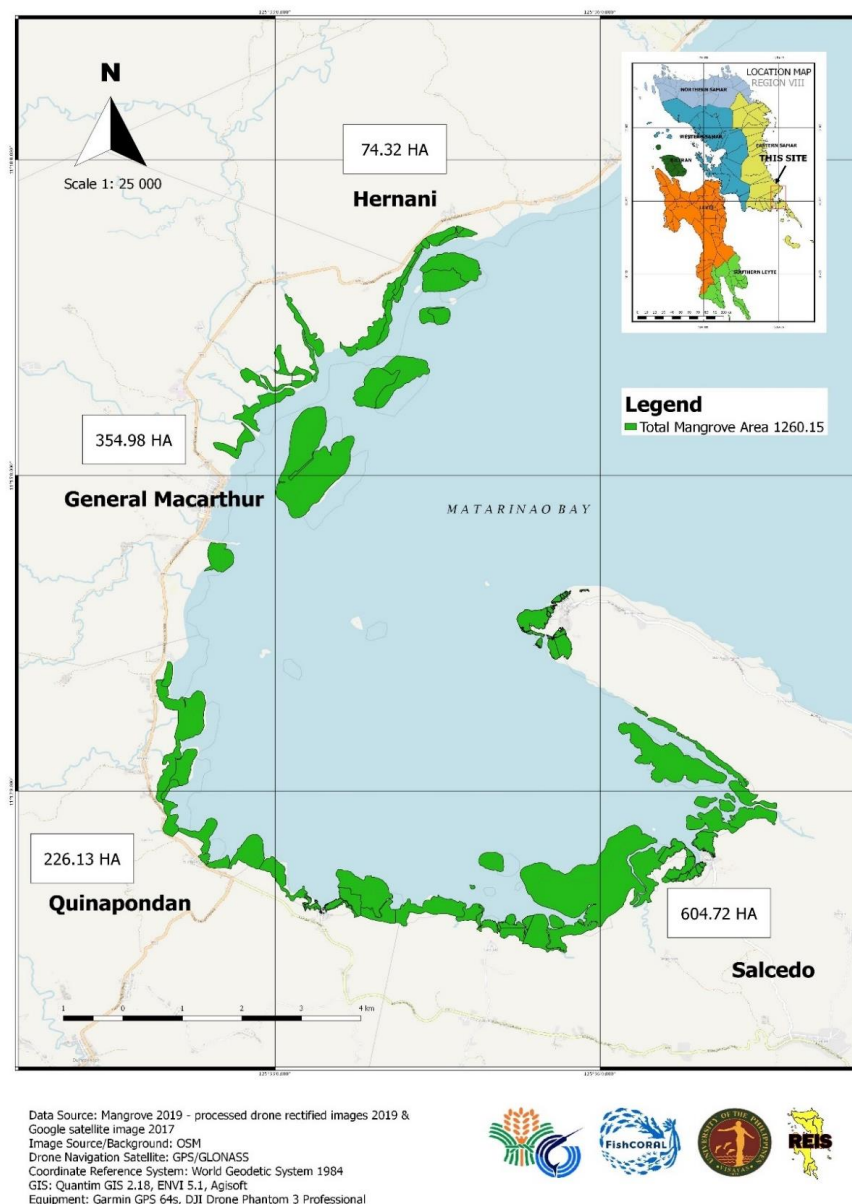 N
Scale 1: 25 000
74.32 HA
Hernani
LOCATION MAP
REGION VIII
NORTHERN SAMAR
WESTERN SAMAR
EASTERN SAMAR
THIS SITE
LEYTE
SOUTHERN LEYTE
Legend
Total Mangrove Area 1260.15
354.98 HA
General Macarthur
MATARINAO BAY
226.13 HA
Quinapondan
604.72 HA
Salcedo
1 0 1 2 3 4 km
Data Source: Mangrove 2019 - processed drone rectified images 2019 &
Google satellite image 2017
Image Source/Background: OSM
Drone Navigation Satellite: GPS/GLONASS
Coordinate Reference System: World Geodetic System 1984
GIS: Quantim GIS 2.18, ENVI 5.1, Agisoft
Equipment: Garmin GPS 64s, DJI Drone Phantom 3 Professional
FishCORAL
UNIVERSITY OF THE PHILIPPINES
VISAYAS
REIS